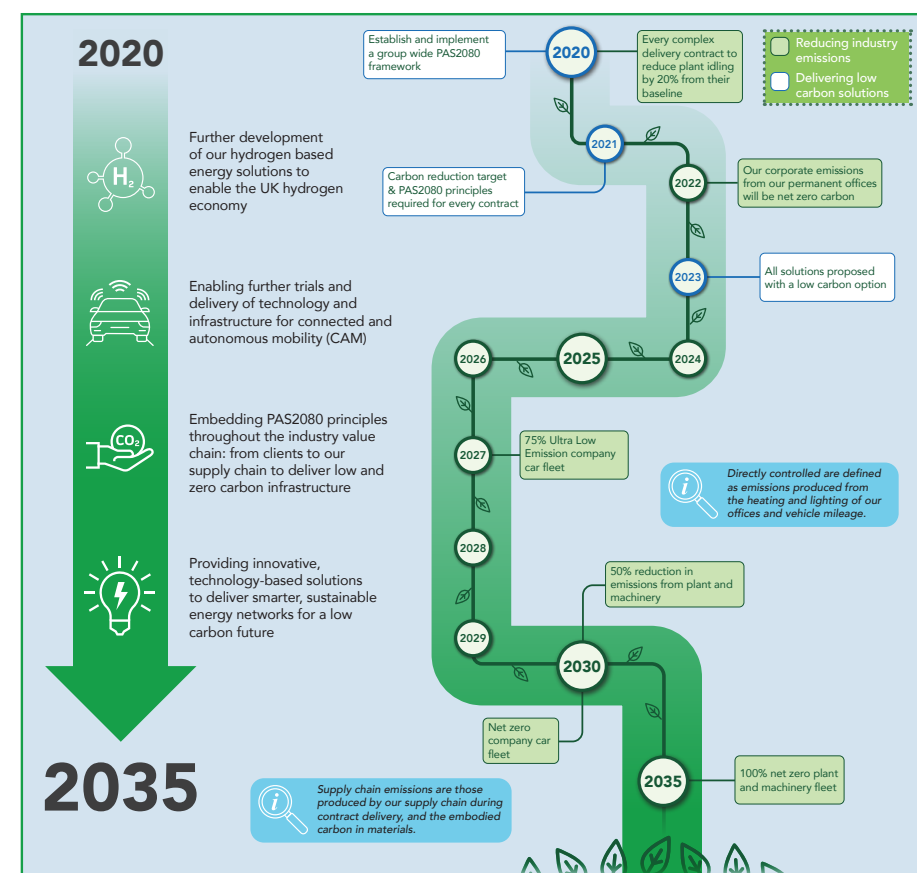 2020
H2
Further development
of our hydrogen based
energy solutions to
enable the UK hydrogen
economy
Enabling further trials and
delivery of technology and
infrastructure for connected and
autonomous mobility (CAM)
CO2
Embedding PAS2080 principles
throughout the industry value
chain: from clients to our
supply chain to deliver low and
zero carbon infrastructure
Providing innovative,
technology-based solutions
to deliver smarter, sustainable
energy networks for a low
carbon future
2035
Establish and implement
a group wide PAS2080
framework
2020
Every complex
delivery contract to
reduce plant idling
by 20% from their
baseline
Reducing industry
emissions
Delivering low
carbon solutions
2021
Carbon reduction target
& PAS2080 principles
required for every contract
2022
Our corporate emissions
from our permanent offices
will be net zero carbon
2023
All solutions proposed
with a low carbon option
2024
2025
2026
2027
75% Ultra Low
Emission company
car fleet
i
Directly controlled are defined
as emissions produced from
the heating and lighting of our
offices and vehicle mileage.
2028
2029
50% reduction in
emissions from plant and
machinery
2030
Net zero
company car
fleet
2035
100% net zero plant
and machinery fleet
i
Supply chain emissions are those
produced by our supply chain during
contract delivery, and the embodied
carbon in materials.